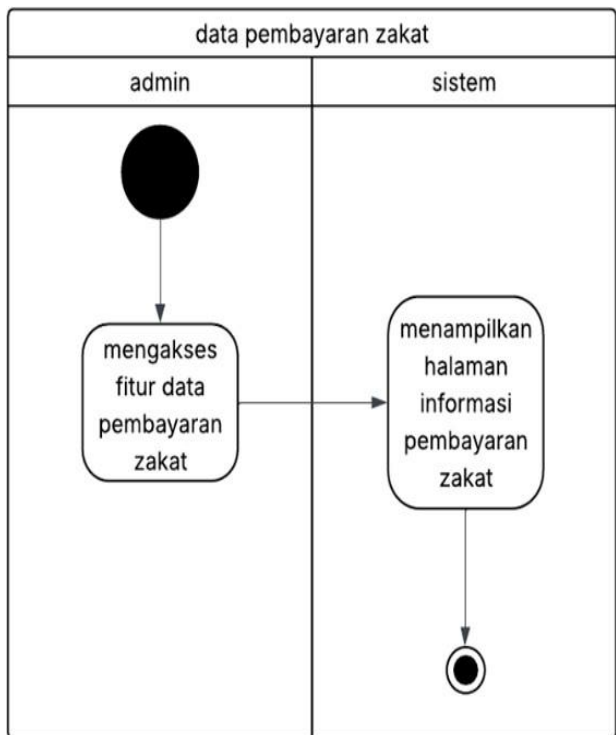 data pembayaran zakat
admin
sistem
mengakses
fitur data
pembayaran
zakat
menampilkan
halaman
informasi
pembayaran
zakat